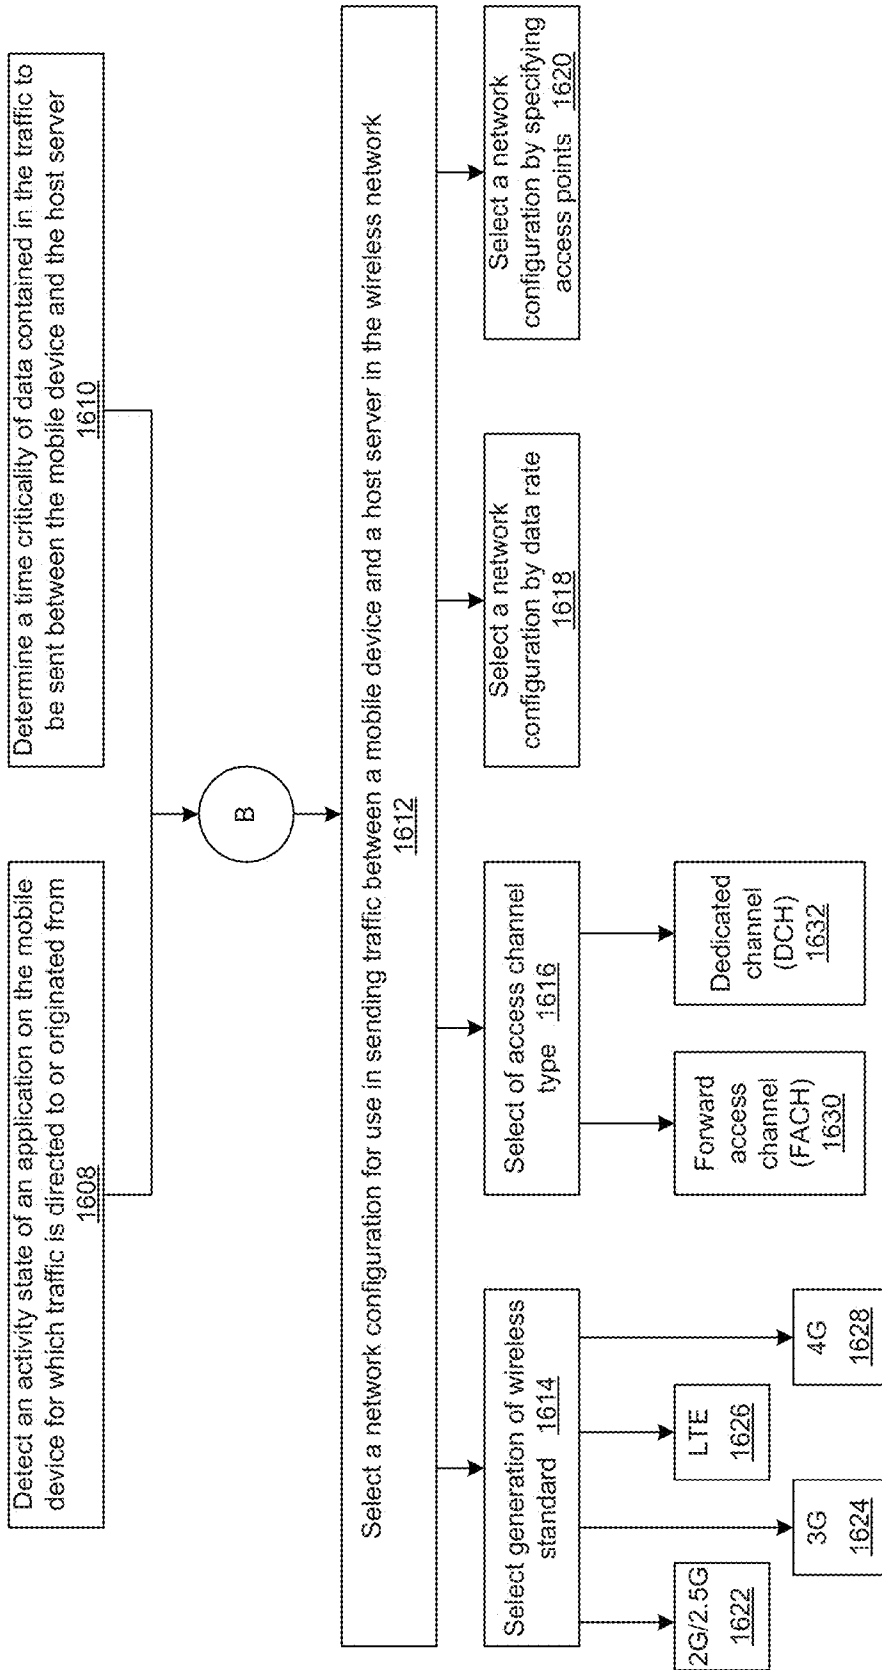 Detect an activity state of an application on the mobile
device for which traffic is directed to or originated from
1608
Determine a time criticality of data contained in the traffic to
be sent between the mobile device and the host server
1610
B
Select a network configuration for use in sending traffic between a mobile device and a host server in the wireless network
1612
Select generation of wireless
standard 1614
Select of access channel
type 1616
Select a network
configuration by data rate
1618
Select a network
configuration by specifying
access points 1620
2G/2.5G
1622
3G
1624
LTE
1626
4G
1628
Forward
access
channel
(FACH)
1630
Dedicated
channel
(DCH)
1632